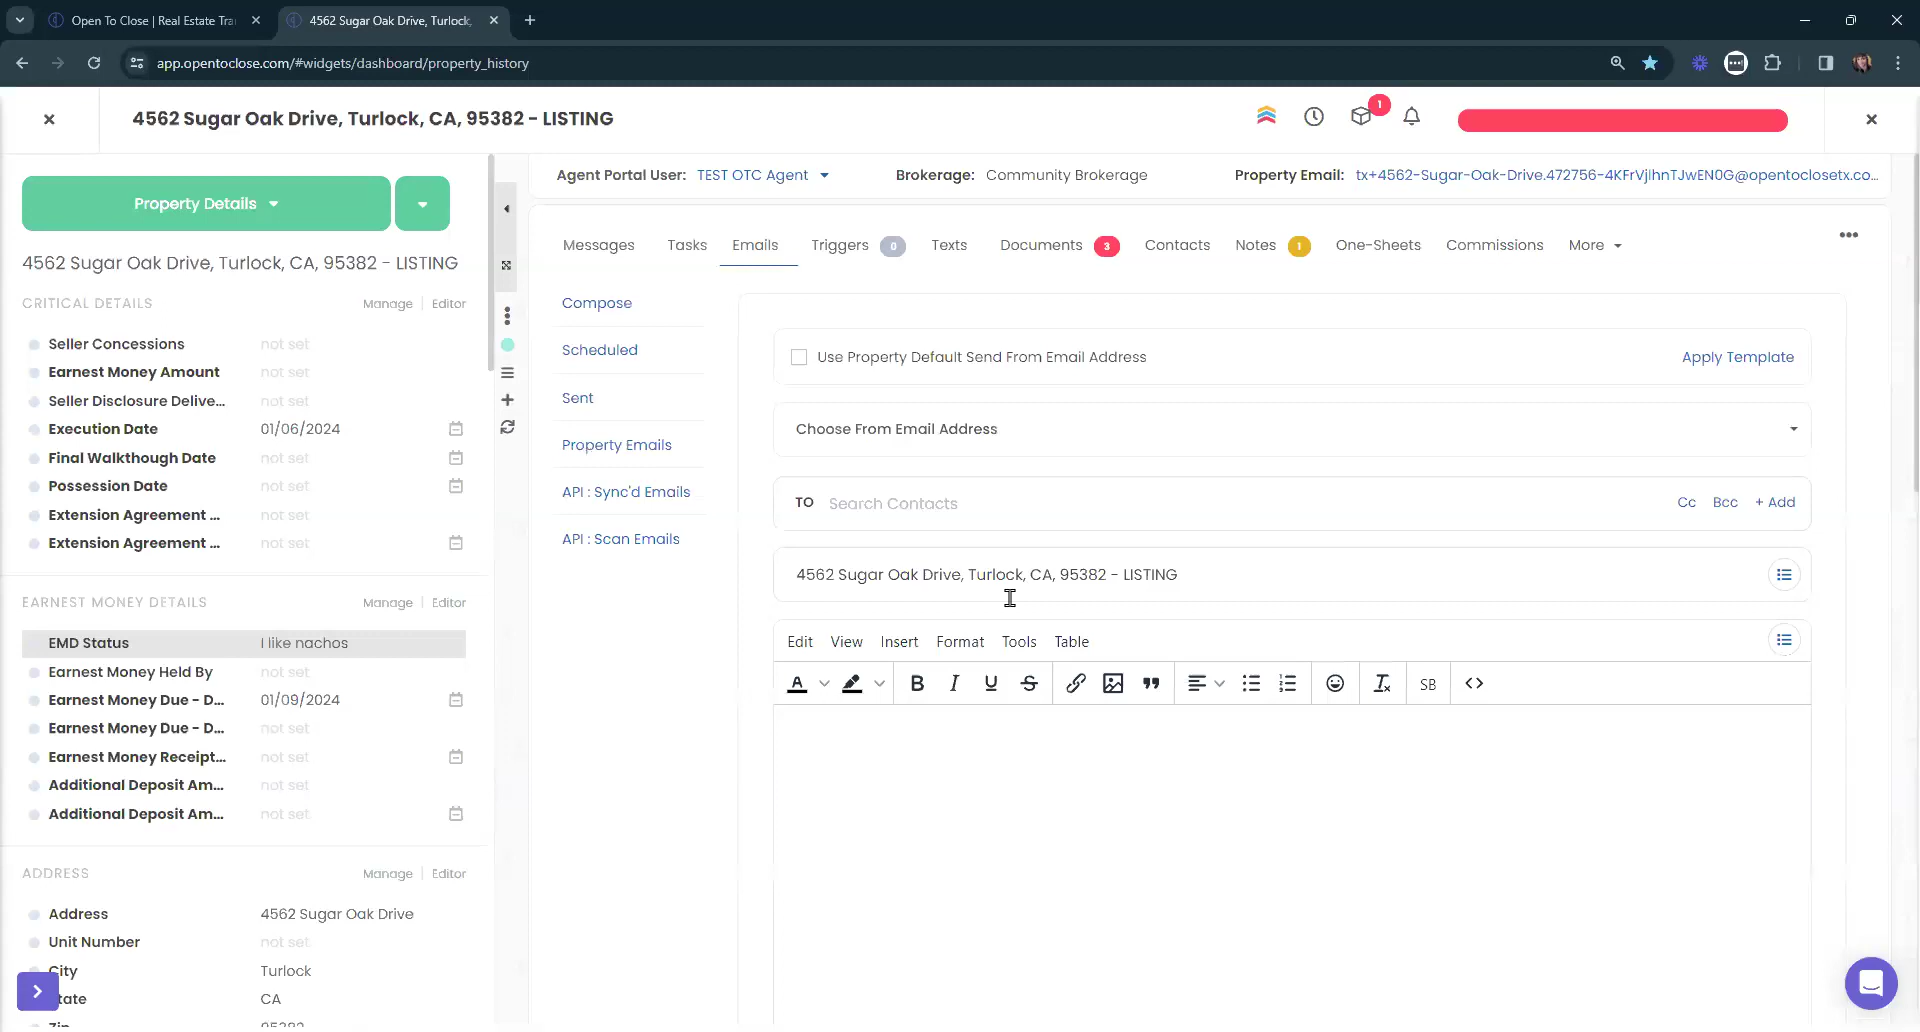 Open To Close | Real Estate Tra
4562 Sugar Oak Drive, Turlock,
app.opentoclose.com/#widgets/dashboard/property_history
4562 Sugar Oak Drive, Turlock, CA, 95382 - LISTING
1
Property Details
4562 Sugar Oak Drive, Turlock, CA, 95382 - LISTING
CRITICAL DETAILS Manage | Editor
Seller Concessions not set
Earnest Money Amount not set
Seller Disclosure Delive... not set
Execution Date 01/06/2024
Final Walkthough Date not set
Possession Date not set
Extension Agreement ... not set
Extension Agreement ... not set
EARNEST MONEY DETAILS Manage | Editor
EMD Status I like nachos
Earnest Money Held By not set
Earnest Money Due - D... 01/09/2024
Earnest Money Due - D... not set
Earnest Money Receipt... not set
Additional Deposit Am... not set
Additional Deposit Am... not set
ADDRESS Manage | Editor
Address 4562 Sugar Oak Drive
Unit Number not set
City Turlock
tate CA
Zip 95382
Agent Portal User: TEST OTC Agent Brokerage: Community Brokerage Property Email: tx+4562-Sugar-Oak-Drive.472756-4KFrVjlhnTJwEN0G@opentoclosetx.co...
Messages Tasks Emails Triggers 0 Texts Documents 3 Contacts Notes 1 One-Sheets Commissions More
Compose
Scheduled
Sent
Property Emails
API : Sync'd Emails
API : Scan Emails
Use Property Default Send From Email Address Apply Template
Choose From Email Address
TO Search Contacts Cc Bcc + Add
4562 Sugar Oak Drive, Turlock, CA, 95382 - LISTING
Edit View Insert Format Tools Table
A B I U S SB